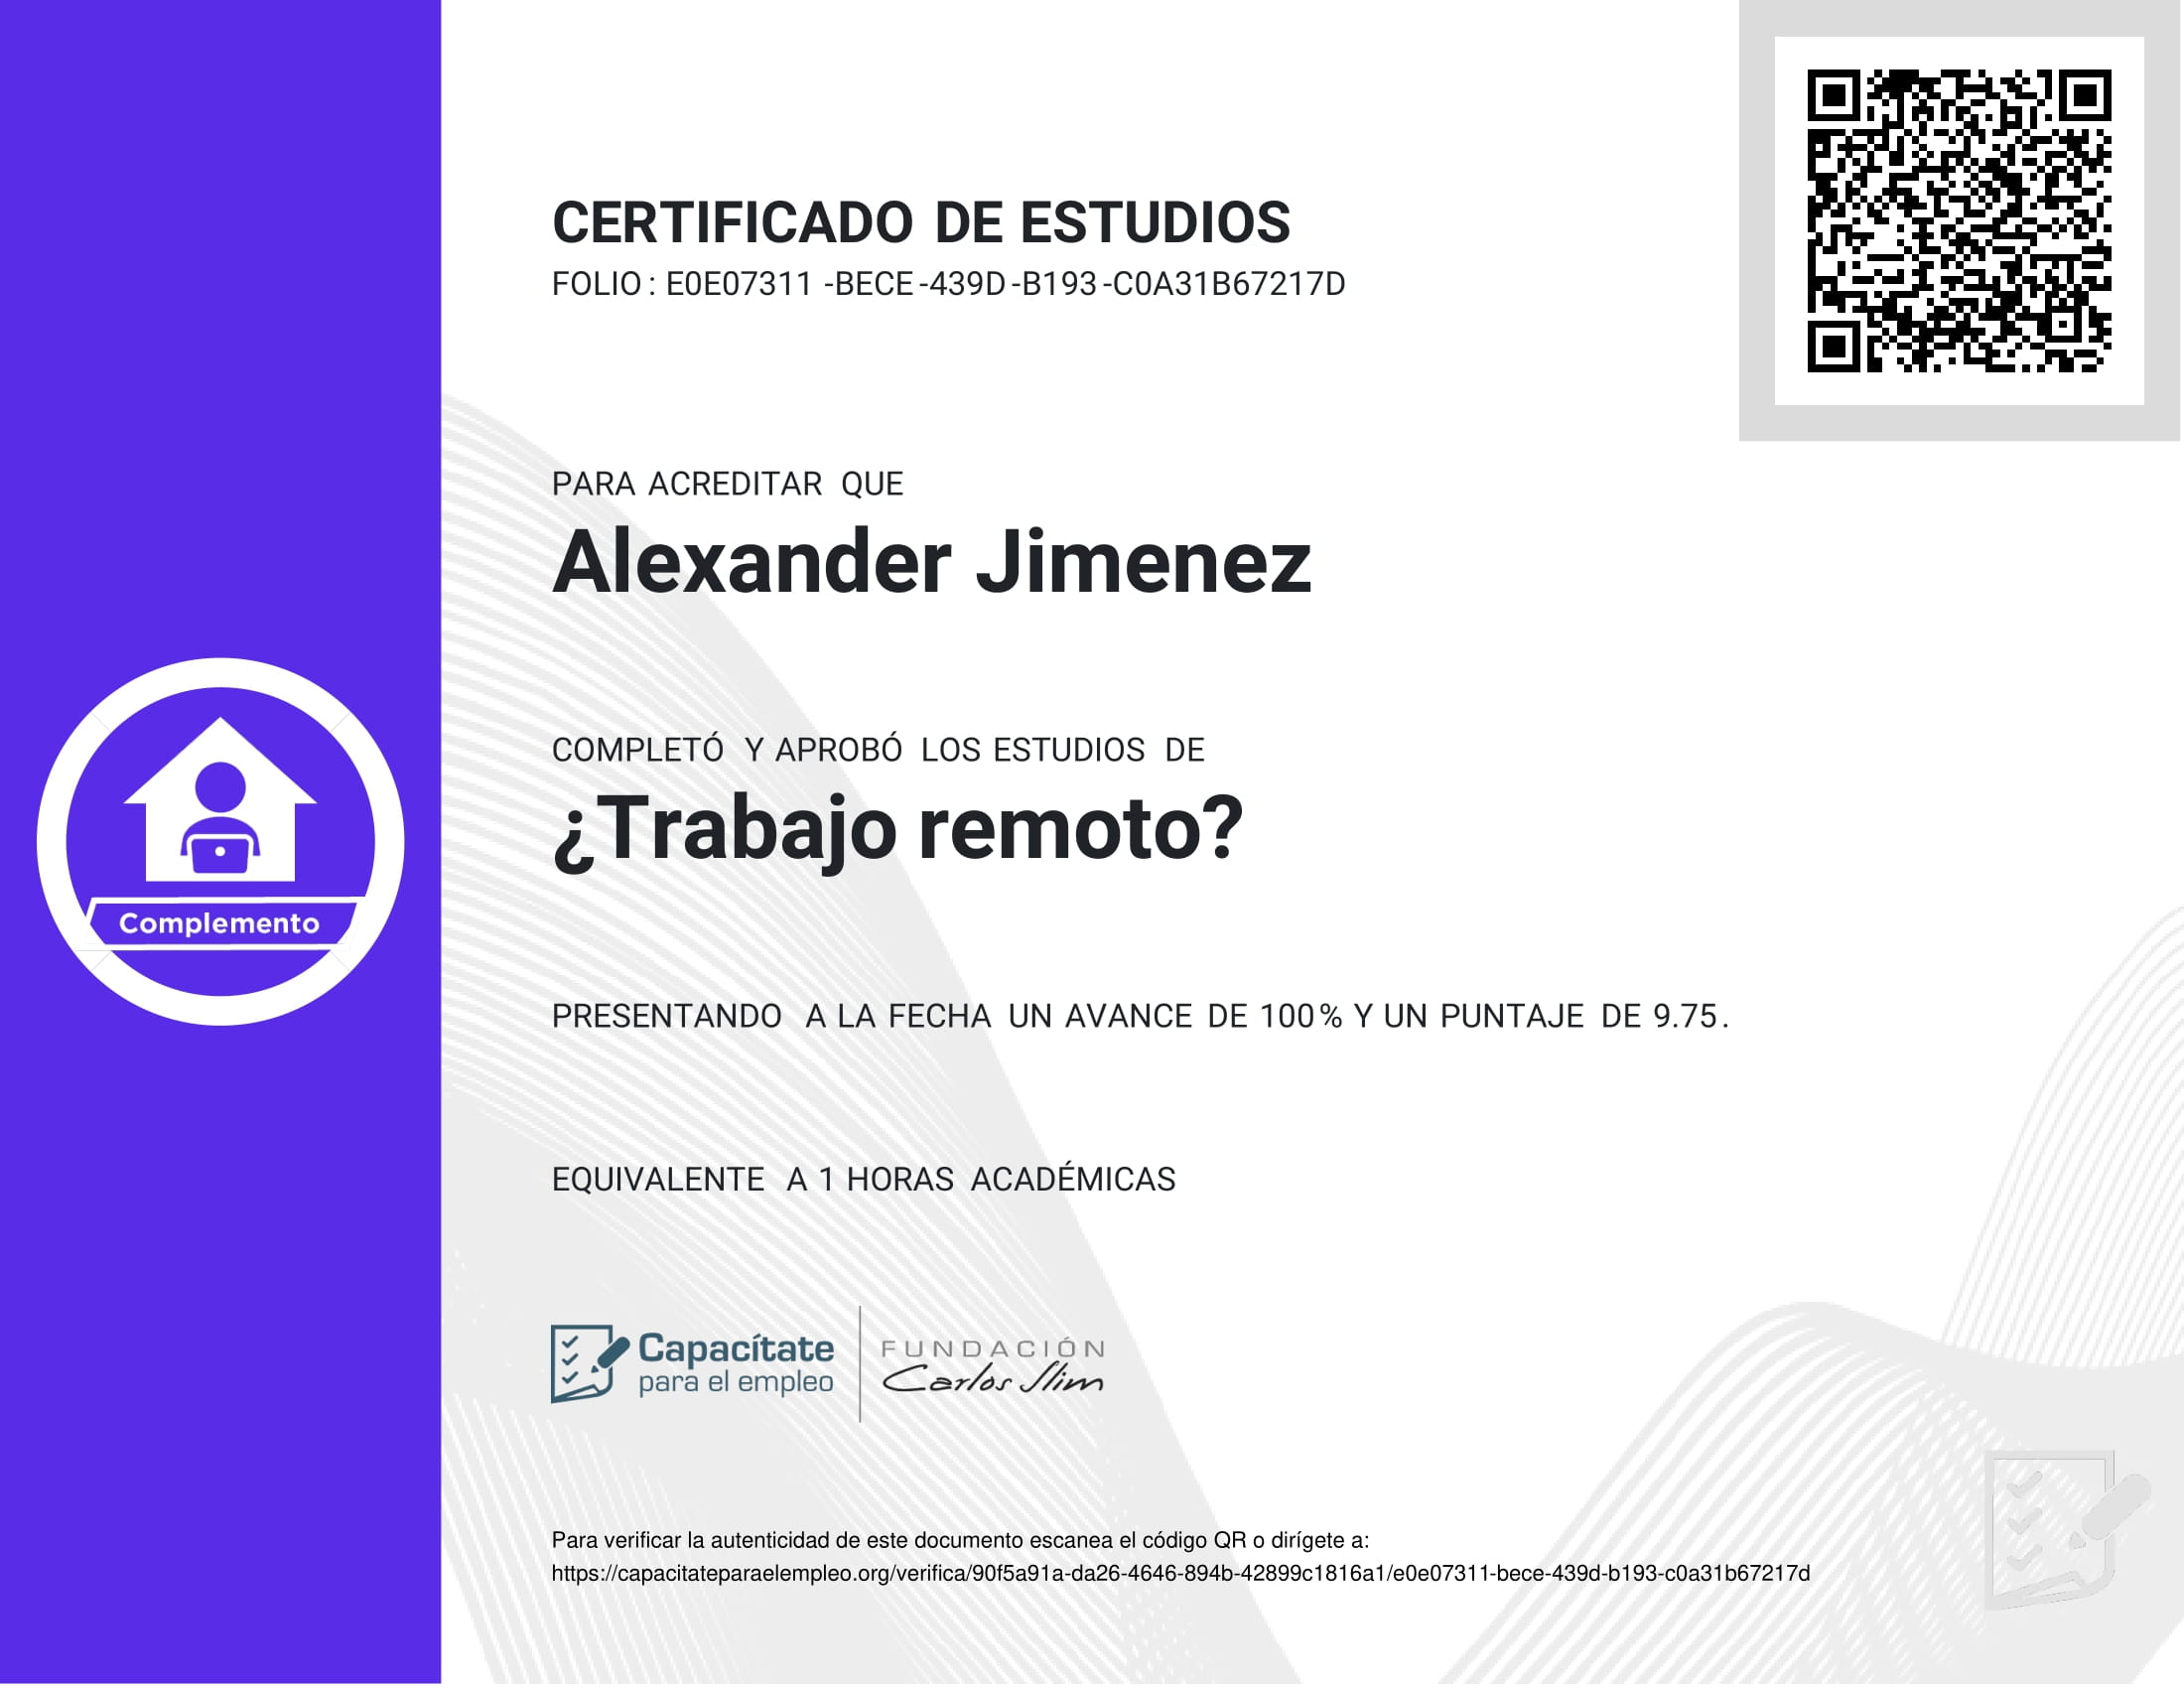 CERTIFICADO DE ESTUDIOS
FOLIO: E0E07311-BECE-439D-B193-C0A31B67217D
PARA ACREDITAR QUE
Alexander Jimenez
COMPLETÓ Y APROBÓ LOS ESTUDIOS DE
¿Trabajo remoto?
Complemento
PRESENTANDO A LA FECHA UN AVANCE DE 100% Y UN PUNTAJE DE 9.75.
EQUIVALENTE A 1 HORAS ACADÉMICAS
Capacítate
para el empleo
FUNDACIÓN
Carlos Slim
Para verificar la autenticidad de este documento escanea el código QR o dirígete a:
https://capacitateparaelempleo.org/verifica/90f5a91a-da26-4646-894b-42899c1816a1/e0e07311-bece-439d-b193-c0a31b67217d